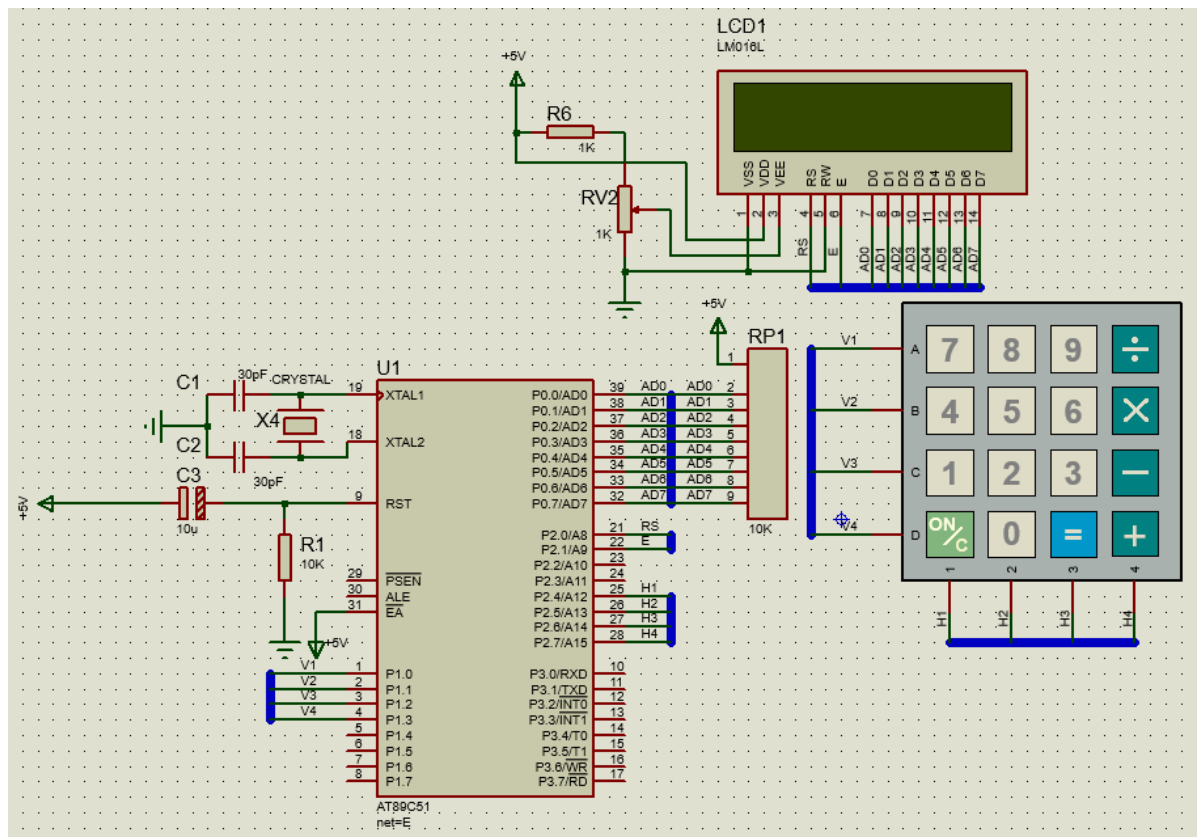 LCD1
LM016L
+5V
R6
1K
RV2
1K
VSS VDD VEE RS RW E D0 D1 D2 D3 D4 D5 D6 D7
1 2 3 4 5 6 7 8 9 10 11 12 13 14
RS E AD0 AD1 AD2 AD3 AD4 AD5 AD6 AD7
+5V
RP1
1
10K
U1
C1
30pF
CRYSTAL
X4
C2
30pF
C3
10u
+5V
R1
10K
+5V
19 XTAL1
18 XTAL2
9 RST
29 PSEN
30 ALE
31 EA
V1 1 P1.0
V2 2 P1.1
V3 3 P1.2
V4 4 P1.3
5 P1.4
6 P1.5
7 P1.6
8 P1.7
P0.0/AD0 39 AD0 AD0 2
P0.1/AD1 38 AD1 AD1 3
P0.2/AD2 37 AD2 AD2 4
P0.3/AD3 36 AD3 AD3 5
P0.4/AD4 35 AD4 AD4 6
P0.5/AD5 34 AD5 AD5 7
P0.6/AD6 33 AD6 AD6 8
P0.7/AD7 32 AD7 AD7 9
P2.0/A8 21 RS
P2.1/A9 22 E
P2.2/A10 23
P2.3/A11 24
P2.4/A12 25 H1
P2.5/A13 26 H2
P2.6/A14 27 H3
P2.7/A15 28 H4
P3.0/RXD 10
P3.1/TXD 11
P3.2/INT0 12
P3.3/INT1 13
P3.4/T0 14
P3.5/T1 15
P3.6/WR 16
P3.7/RD 17
AT89C51
net=E
V1 A 7 8 9 ÷
V2 B 4 5 6 ×
V3 C 1 2 3 −
V4 D ON/C 0 = +
1 2 3 4
H1 H2 H3 H4